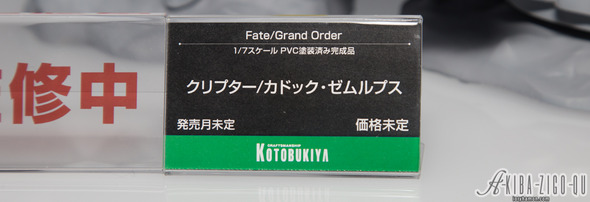 修中
Fate/Grand Order
1/7スケール PVC塗装済み完成品
クリプター/カドック・ゼムルプス
発売月未定
価格未定
CRAFTSMANSHIP
KOTOBUKIYA
A-KIBA-ZIGO-QU